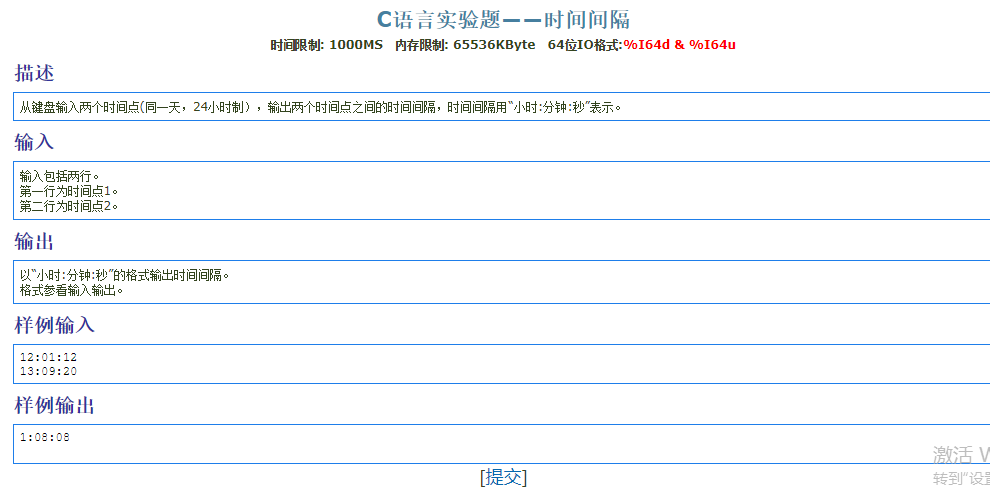 C语言实验题——时间间隔
时间限制: 1000MS 内存限制: 65536KByte 64位IO格式:%I64d & %I64u
描述
从键盘输入两个时间点(同一天，24小时制），输出两个时间点之间的时间间隔，时间间隔用“小时:分钟:秒”表示。
输入
输入包括两行。
第一行为时间点1。
第二行为时间点2。
输出
以“小时:分钟:秒”的格式输出时间间隔。
格式参看输入输出。
样例输入
12:01:12
13:09:20
样例输出
1:08:08
激活 W
转到“设置
[提交]